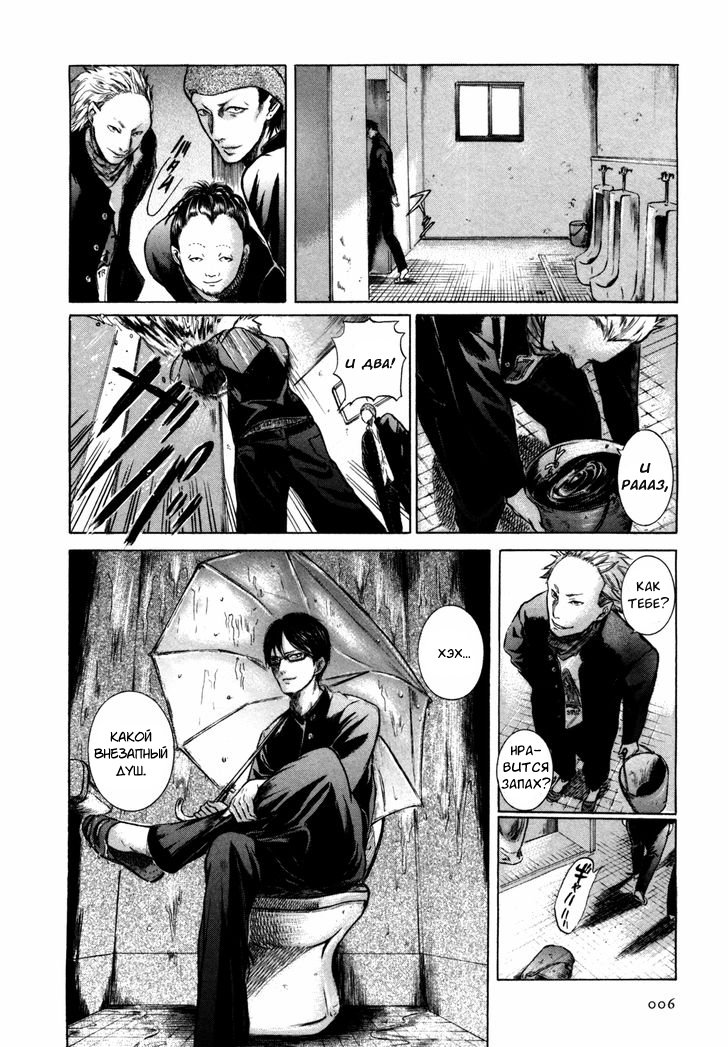 И
РАААЗ,
И ДВА!
КАК
ТЕБЕ?
НРА-
ВИТСЯ
ЗАПАХ?
ХЭХ...
КАКОЙ
ВНЕЗАПНЫЙ
ДУШ.
006